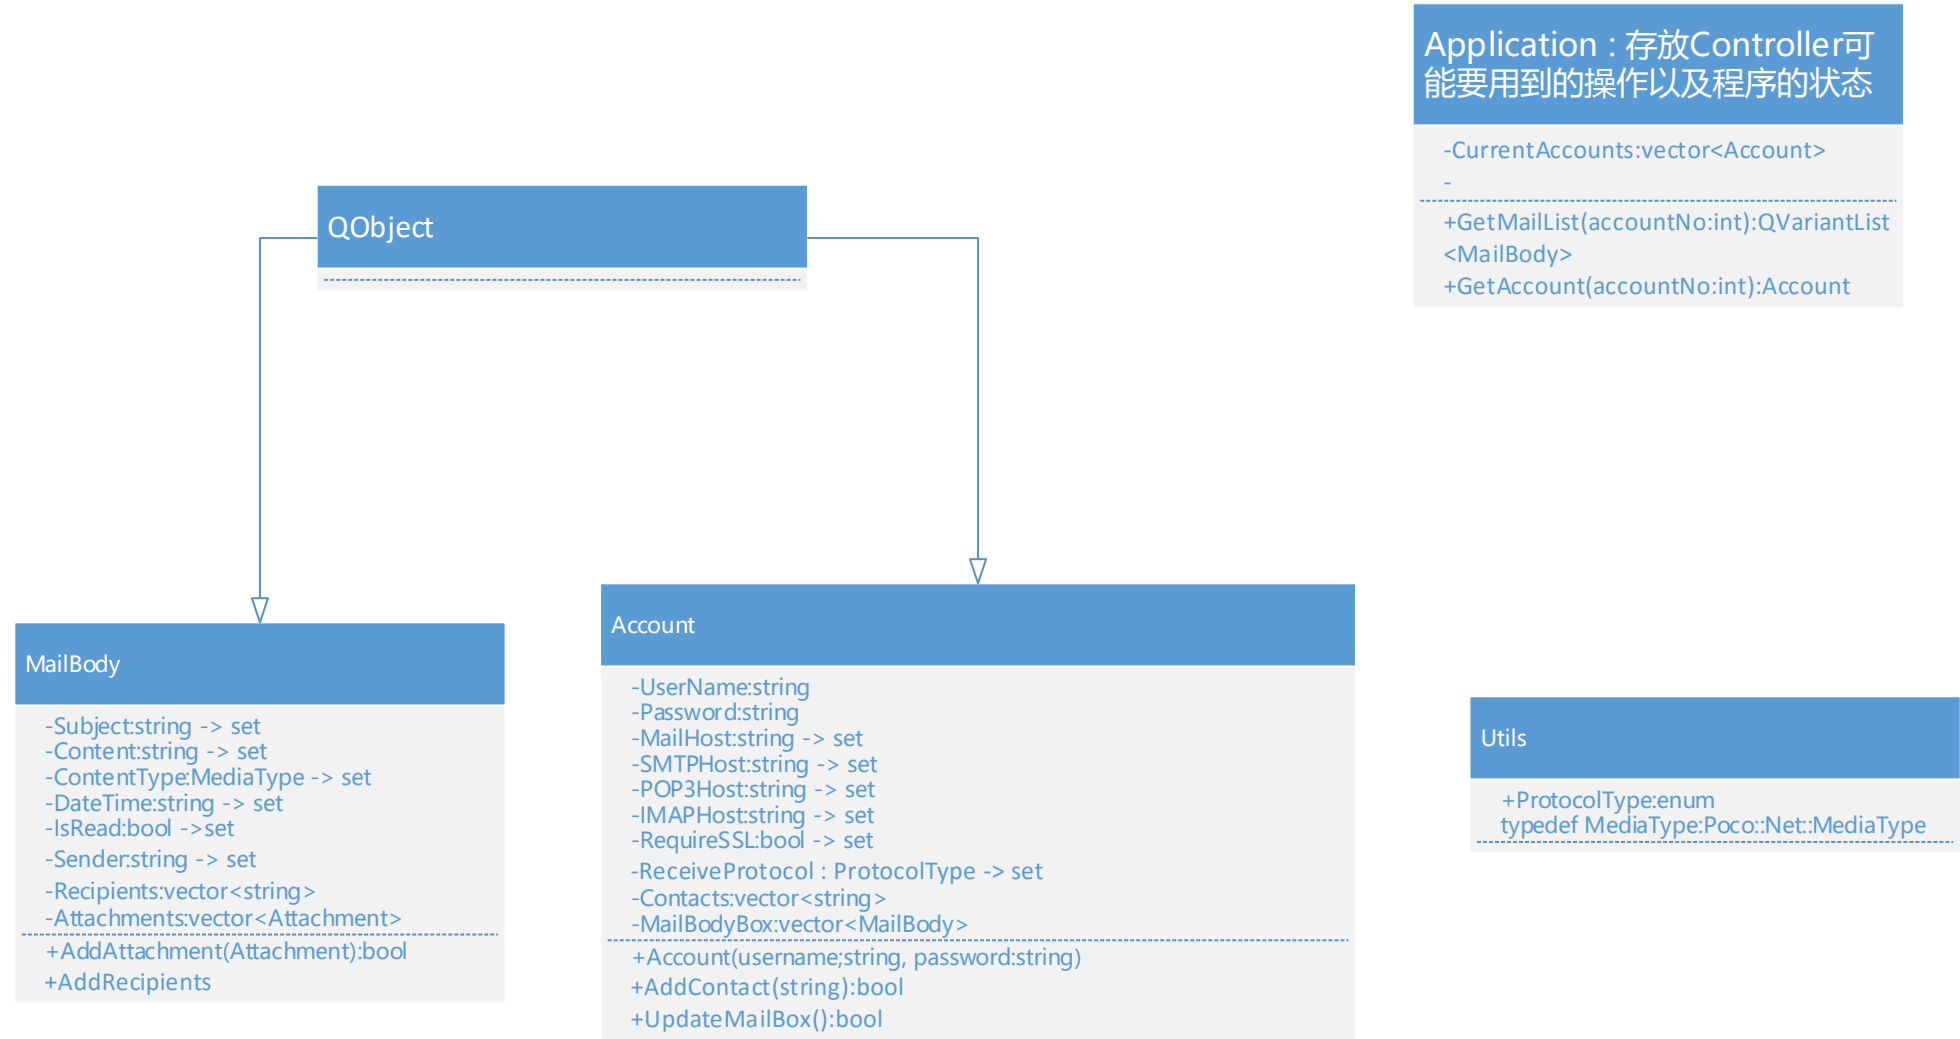 Application : 存放Controller可
能要用到的操作以及程序的状态
-CurrentAccounts:vector<Account>
-
+GetMailList(accountNo:int):QVariantList
<MailBody>
+GetAccount(accountNo:int):Account
QObject
MailBody
-Subject:string -> set
-Content:string -> set
-ContentType:MediaType -> set
-DateTime:string -> set
-IsRead:bool ->set
-Sender:string -> set
-Recipients:vector<string>
-Attachments:vector<Attachment>
+AddAttachment(Attachment):bool
+AddRecipients
Account
-UserName:string
-Password:string
-MailHost:string -> set
-SMTPHost:string -> set
-POP3Host:string -> set
-IMAPHost:string -> set
-RequireSSL:bool -> set
-ReceiveProtocol : ProtocolType -> set
-Contacts:vector<string>
-MailBodyBox:vector<MailBody>
+Account(username;string, password:string)
+AddContact(string):bool
+UpdateMailBox():bool
Utils
+ProtocolType:enum
typedef MediaType:Poco::Net::MediaType